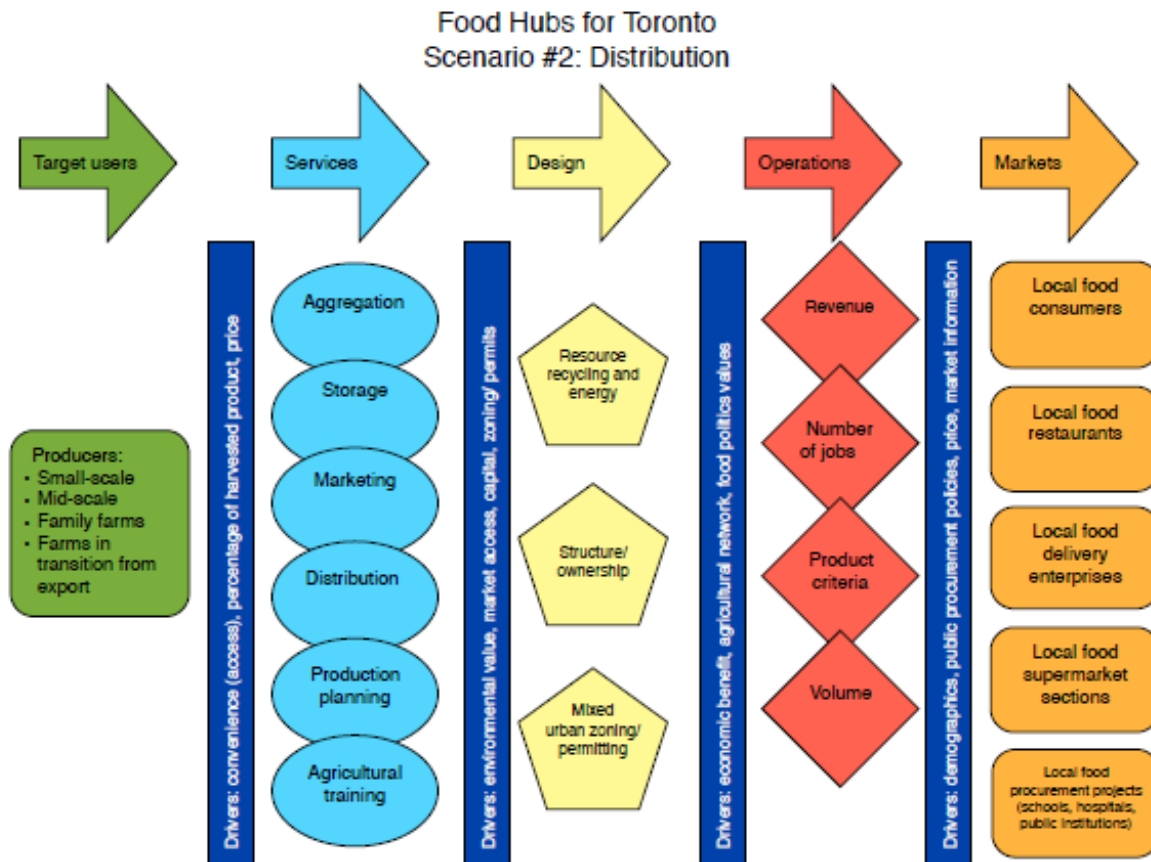 Food Hubs for Toronto
Scenario #2: Distribution
Target users
Services
Design
Operations
Markets
Producers:
• Small-scale
• Mid-scale
• Family farms
• Farms in
transition from
export
Drivers: convenience (access), percentage of harvested product, price
Aggregation
Storage
Marketing
Distribution
Production
planning
Agricultural
training
Drivers: environmental value, market access, capital, zoning/ permits
Resource
recycling and
energy
Structure/
ownership
Mixed
urban zoning/
permitting
Drivers: economic benefit, agricultural network, food politics values
Revenue
Number
of jobs
Product
criteria
Volume
Drivers: demographics, public procurement policies, price, market information
Local food
consumers
Local food
restaurants
Local food
delivery
enterprises
Local food
supermarket
sections
Local food
procurement projects
(schools, hospitals,
public institutions)